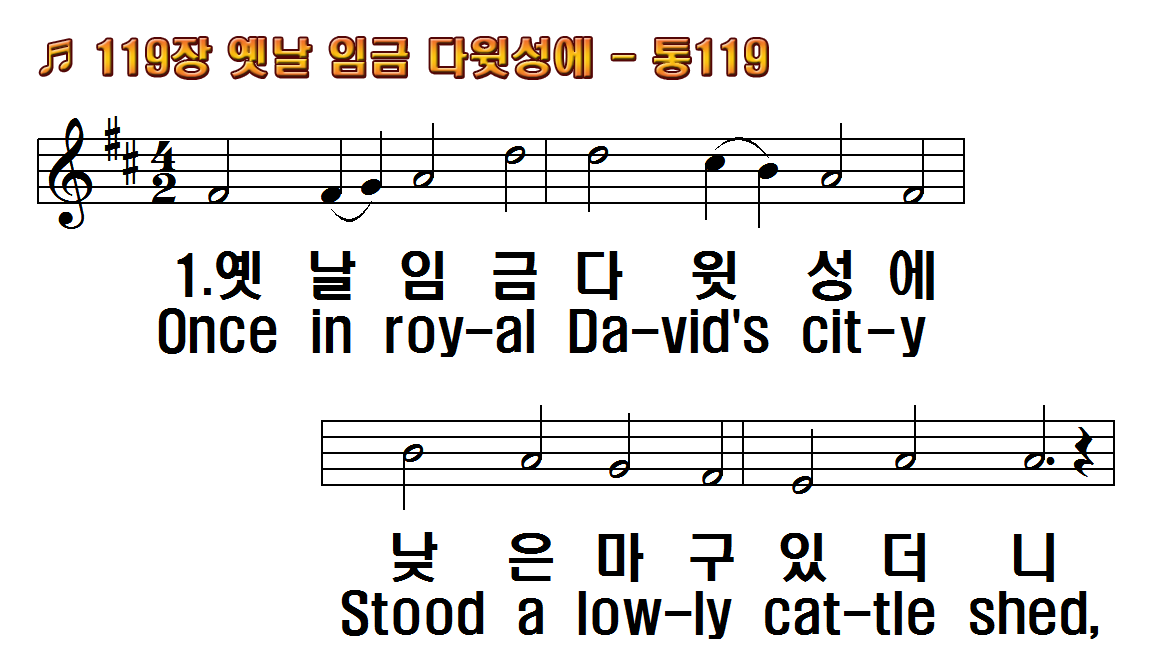 ♬ 119장 옛날 임금 다윗성에 - 통119
4
2
1.옛 날 임 금 다 윗 성 에
Once in roy-al Da-vid's cit-y
낮 은 마 구 있 더 니
Stood a low-ly cat-tle shed,